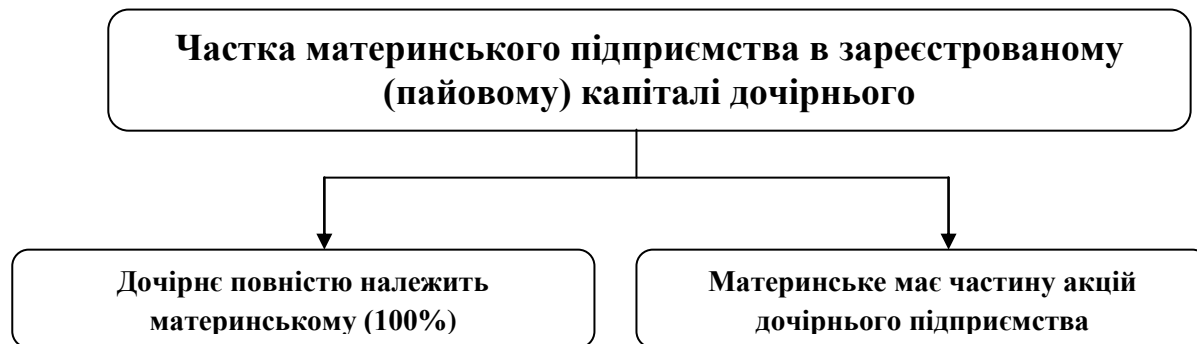 Частка материнського підприємства в зареєстрованому
(пайовому) капіталі дочірнього
Дочірнє повністю належить
материнському (100%)
Материнське має частину акцій
дочірнього підприємства